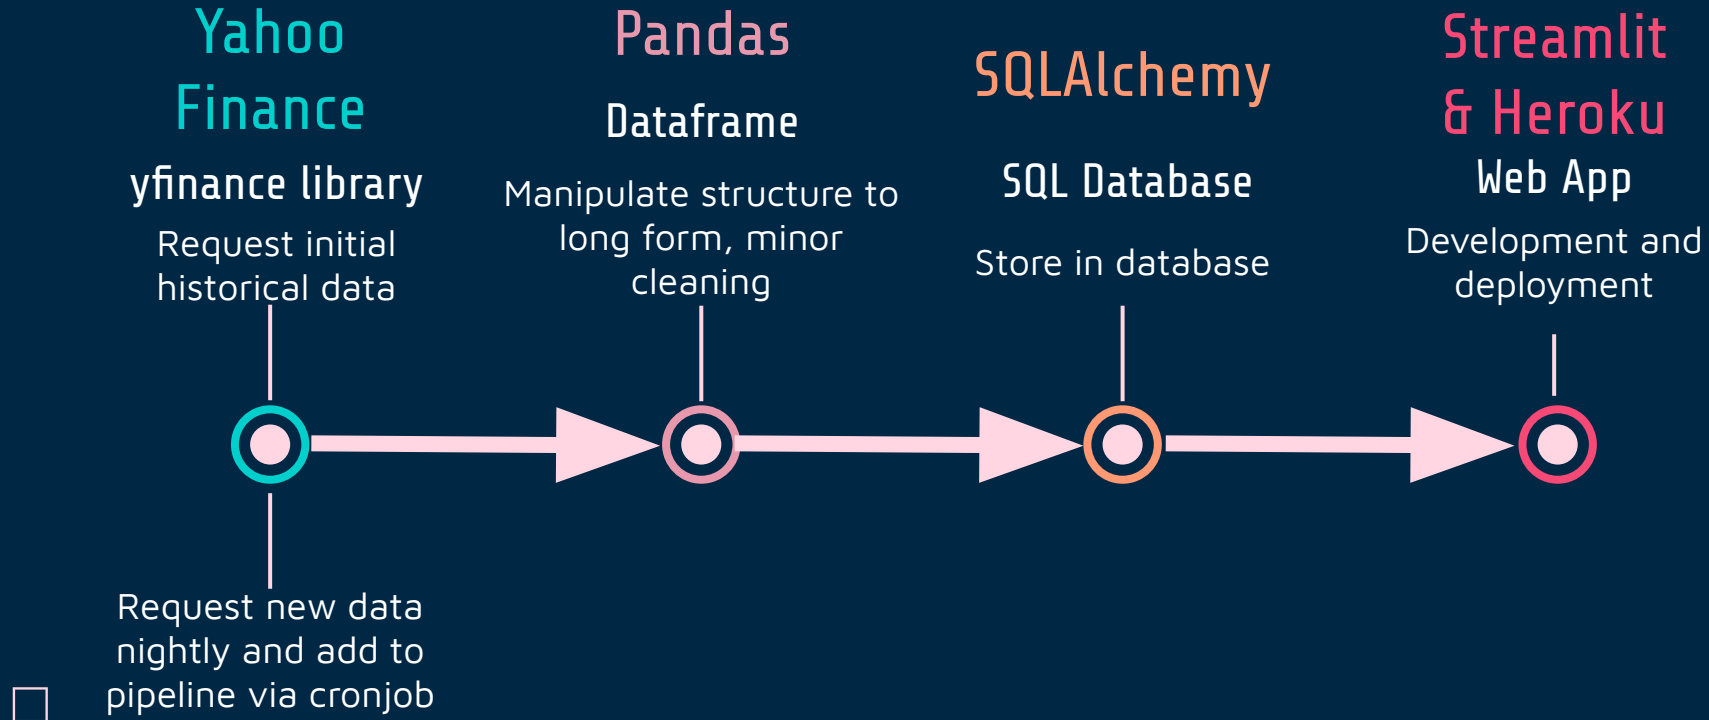 Yahoo
Finance
yfinance library
Request initial
historical data
Request new data
nightly and add to
pipeline via cronjob
Pandas
Dataframe
Manipulate structure to
long form, minor
cleaning
SQLAlchemy
SQL Database
Store in database
Streamlit
& Heroku
Web App
Development and
deployment